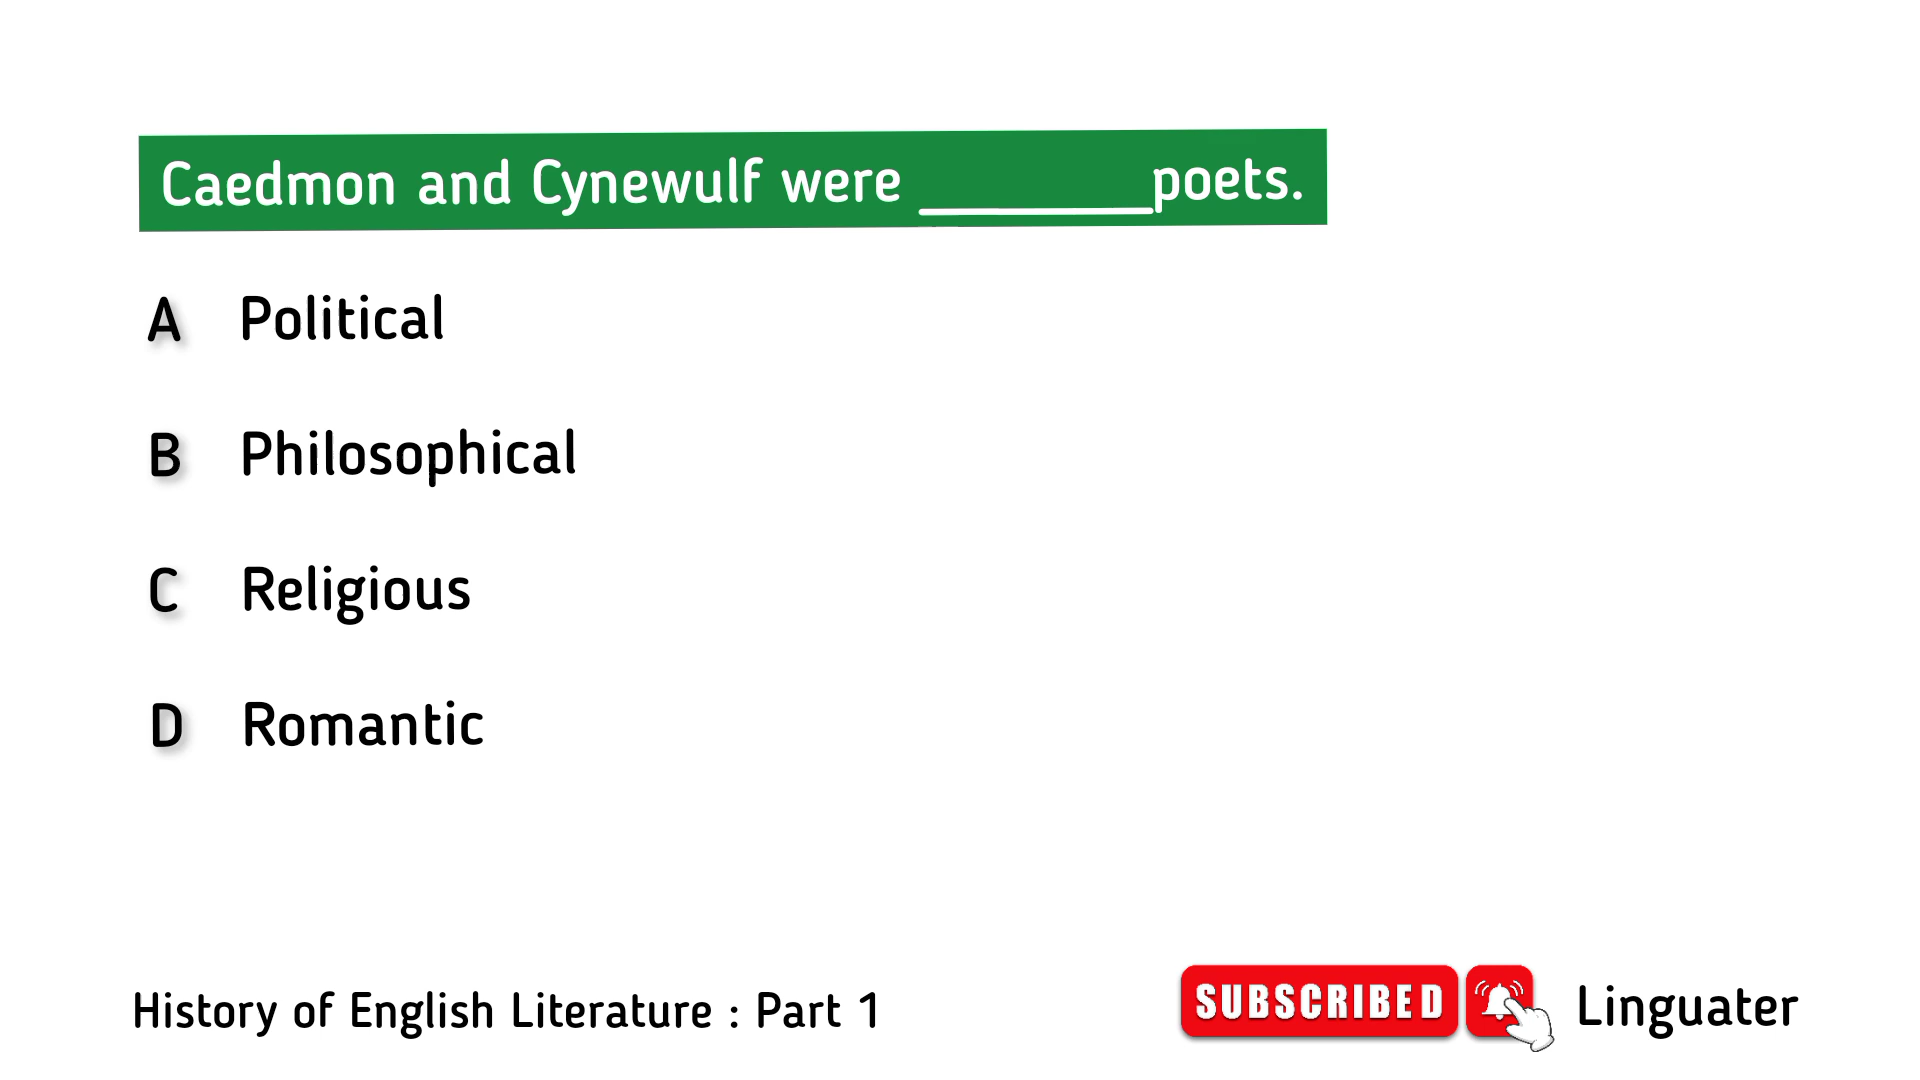 Caedmon and Cynewulf were ________poets.
A Political
B Philosophical
C Religious
D Romantic
History of English Literature : Part 1
SUBSCRIBED
Linguater